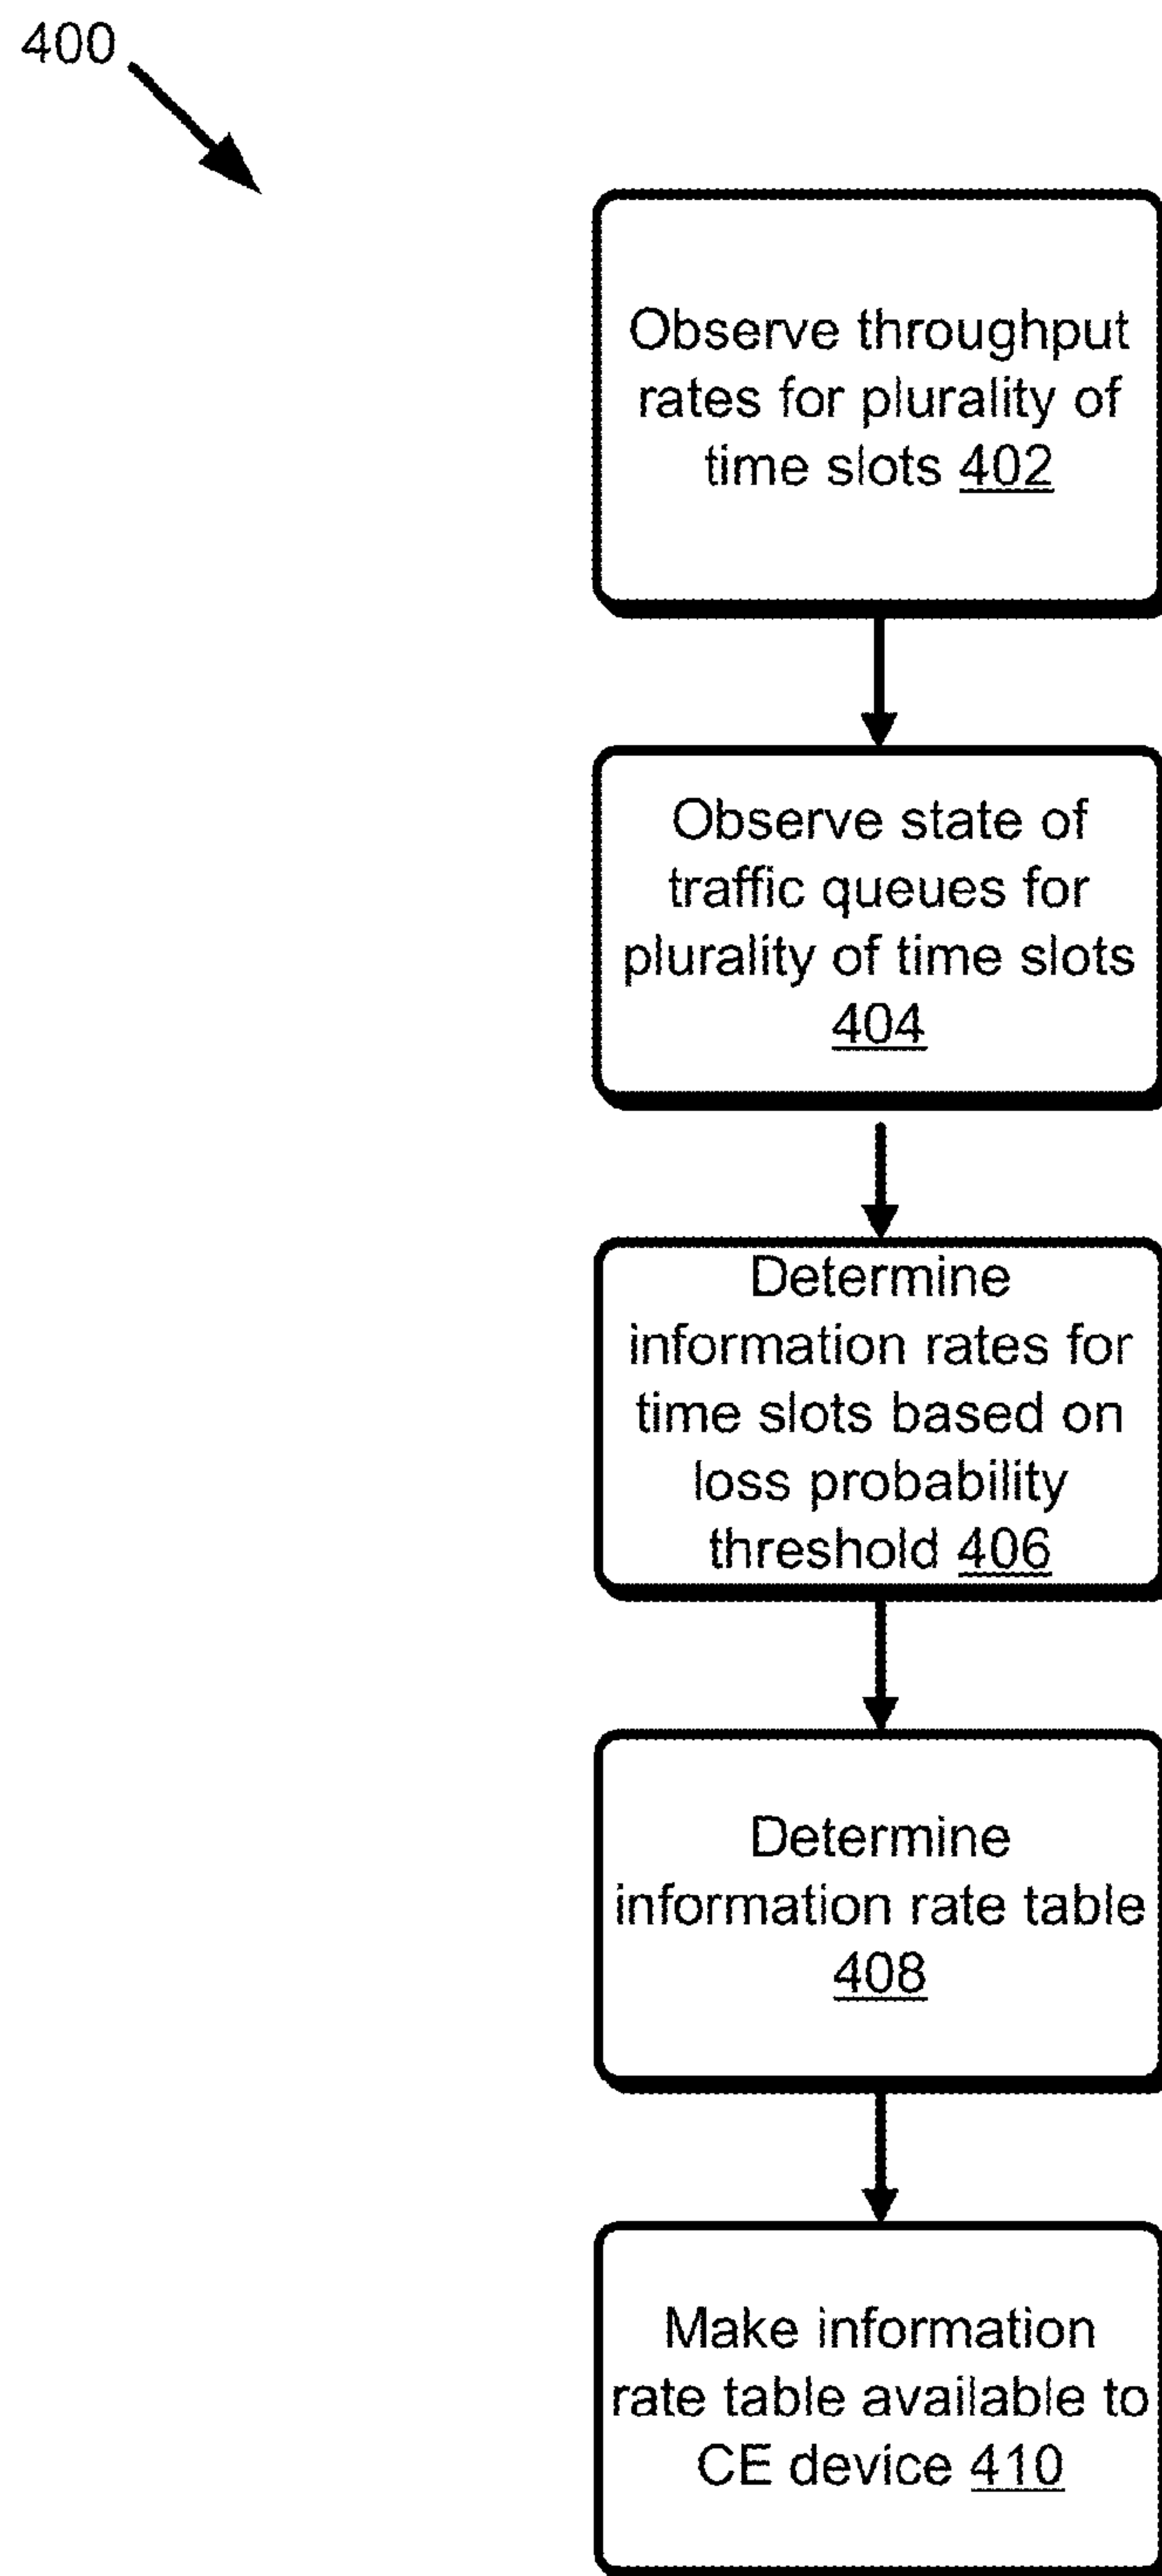 400
Observe throughput
rates for plurality of
time slots 402
Observe state of
traffic queues for
plurality of time slots
404
Determine
information rates for
time slots based on
loss probability
threshold 406
Determine
information rate table
408
Make information
rate table available to
CE device 410